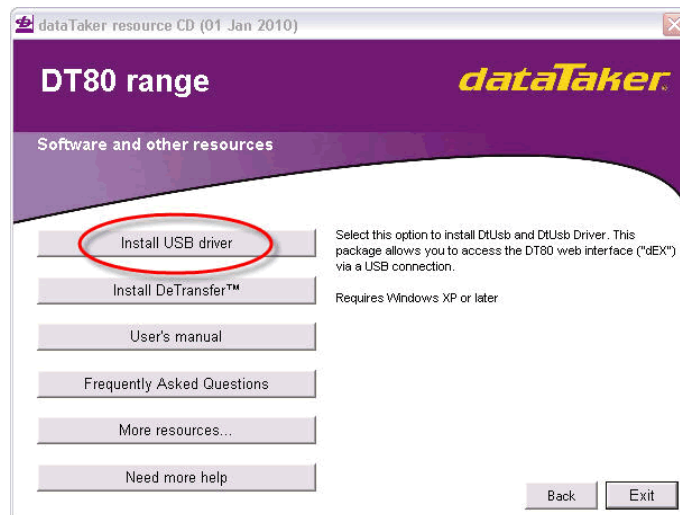 dataTaker resource CD (01 Jan 2010)
DT80 range
dataTaker
Software and other resources
Install USB driver
Select this option to install DtUsb and DtUsb Driver. This
package allows you to access the DT80 web interface ("dEX")
via a USB connection.
Requires Windows XP or later
Install DeTransfer™
User's manual
Frequently Asked Questions
More resources...
Need more help
Back
Exit